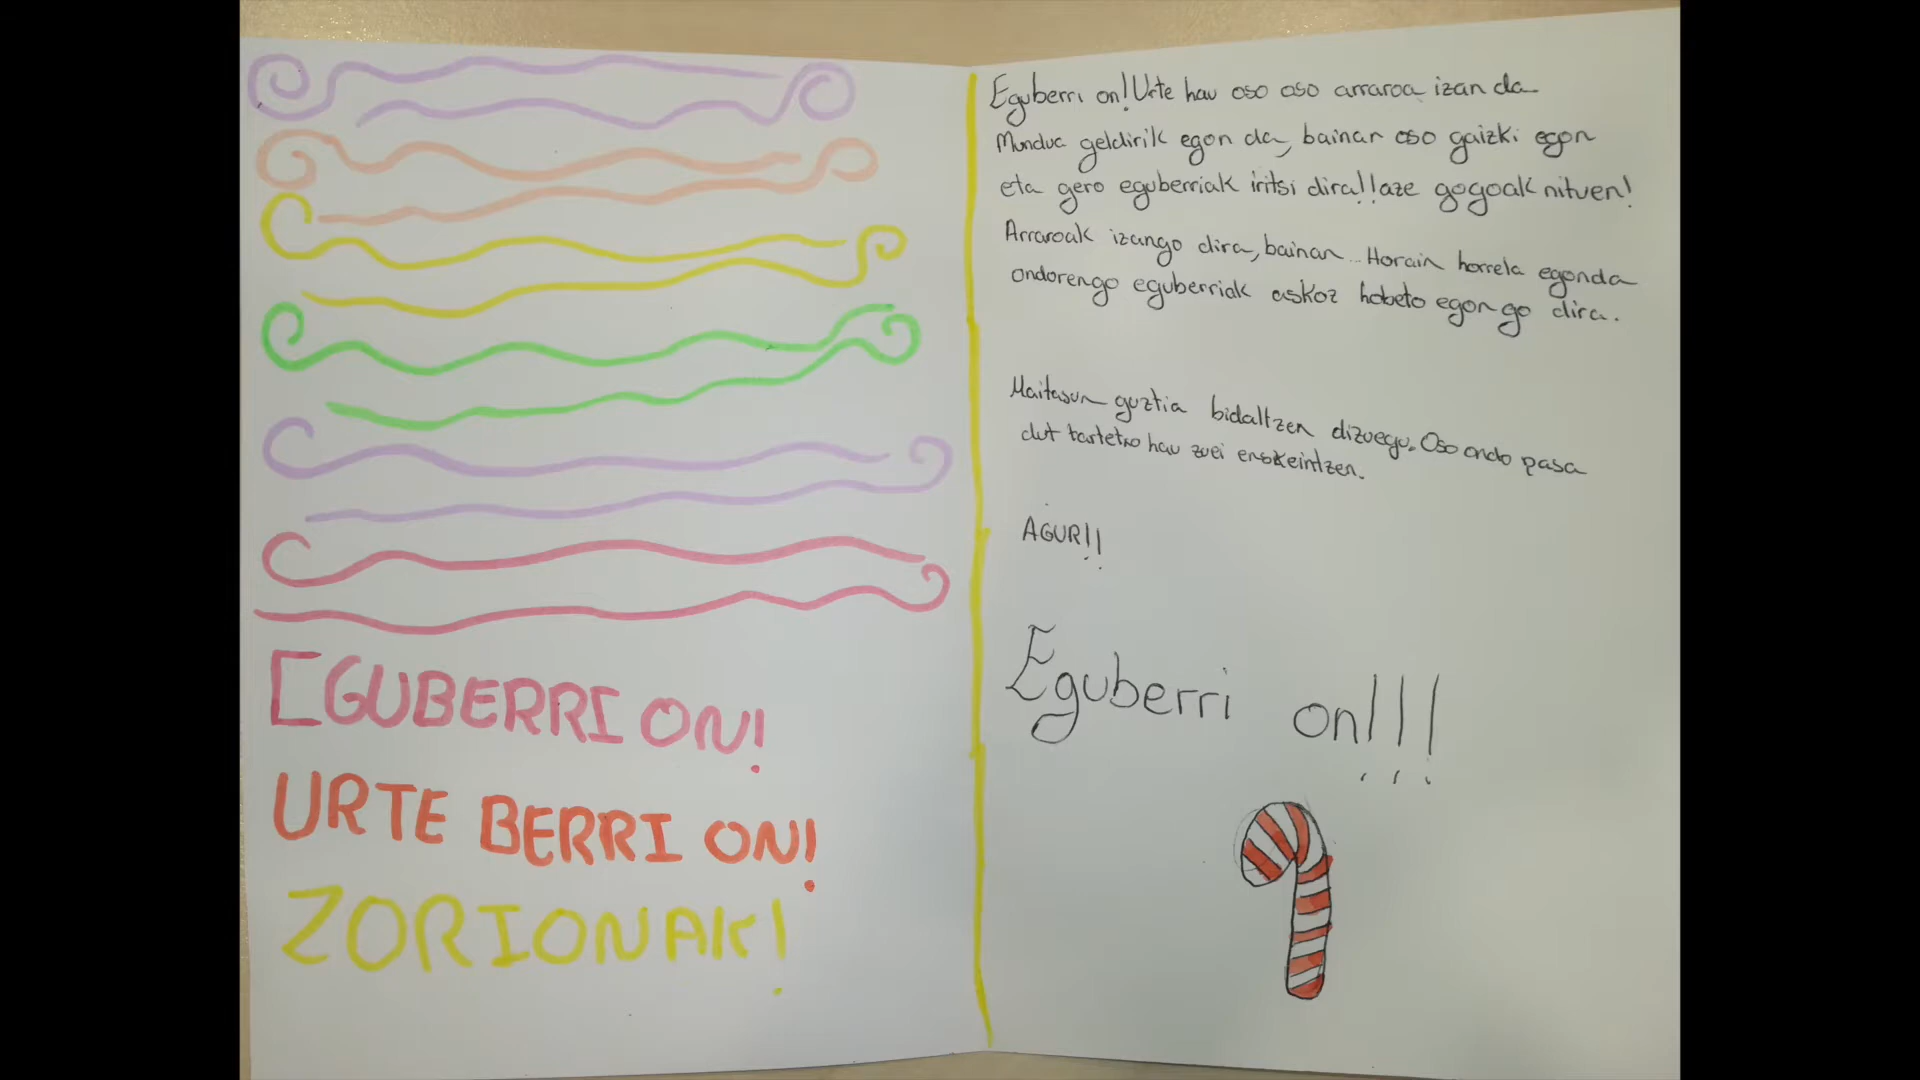 EGUBERRI ON!
URTE BERRI ON!
ZORIONAK!
Eguberri on! Urte hau oso oso arraroa izan da
Mundua geldirik egon da, bainan oso gaizki egon
eta gero eguberriak iritsi dira!! aze gogoak nituen!
Arraroak izango dira, bainan... Horain horrela egonda
ondorengo eguberriak askoz hobeto egongo dira.
Maitasun guztia bidaltzen dizuegu. Oso ondo pasa
dut hau zuei
AGUR!!
Eguberri on!!!